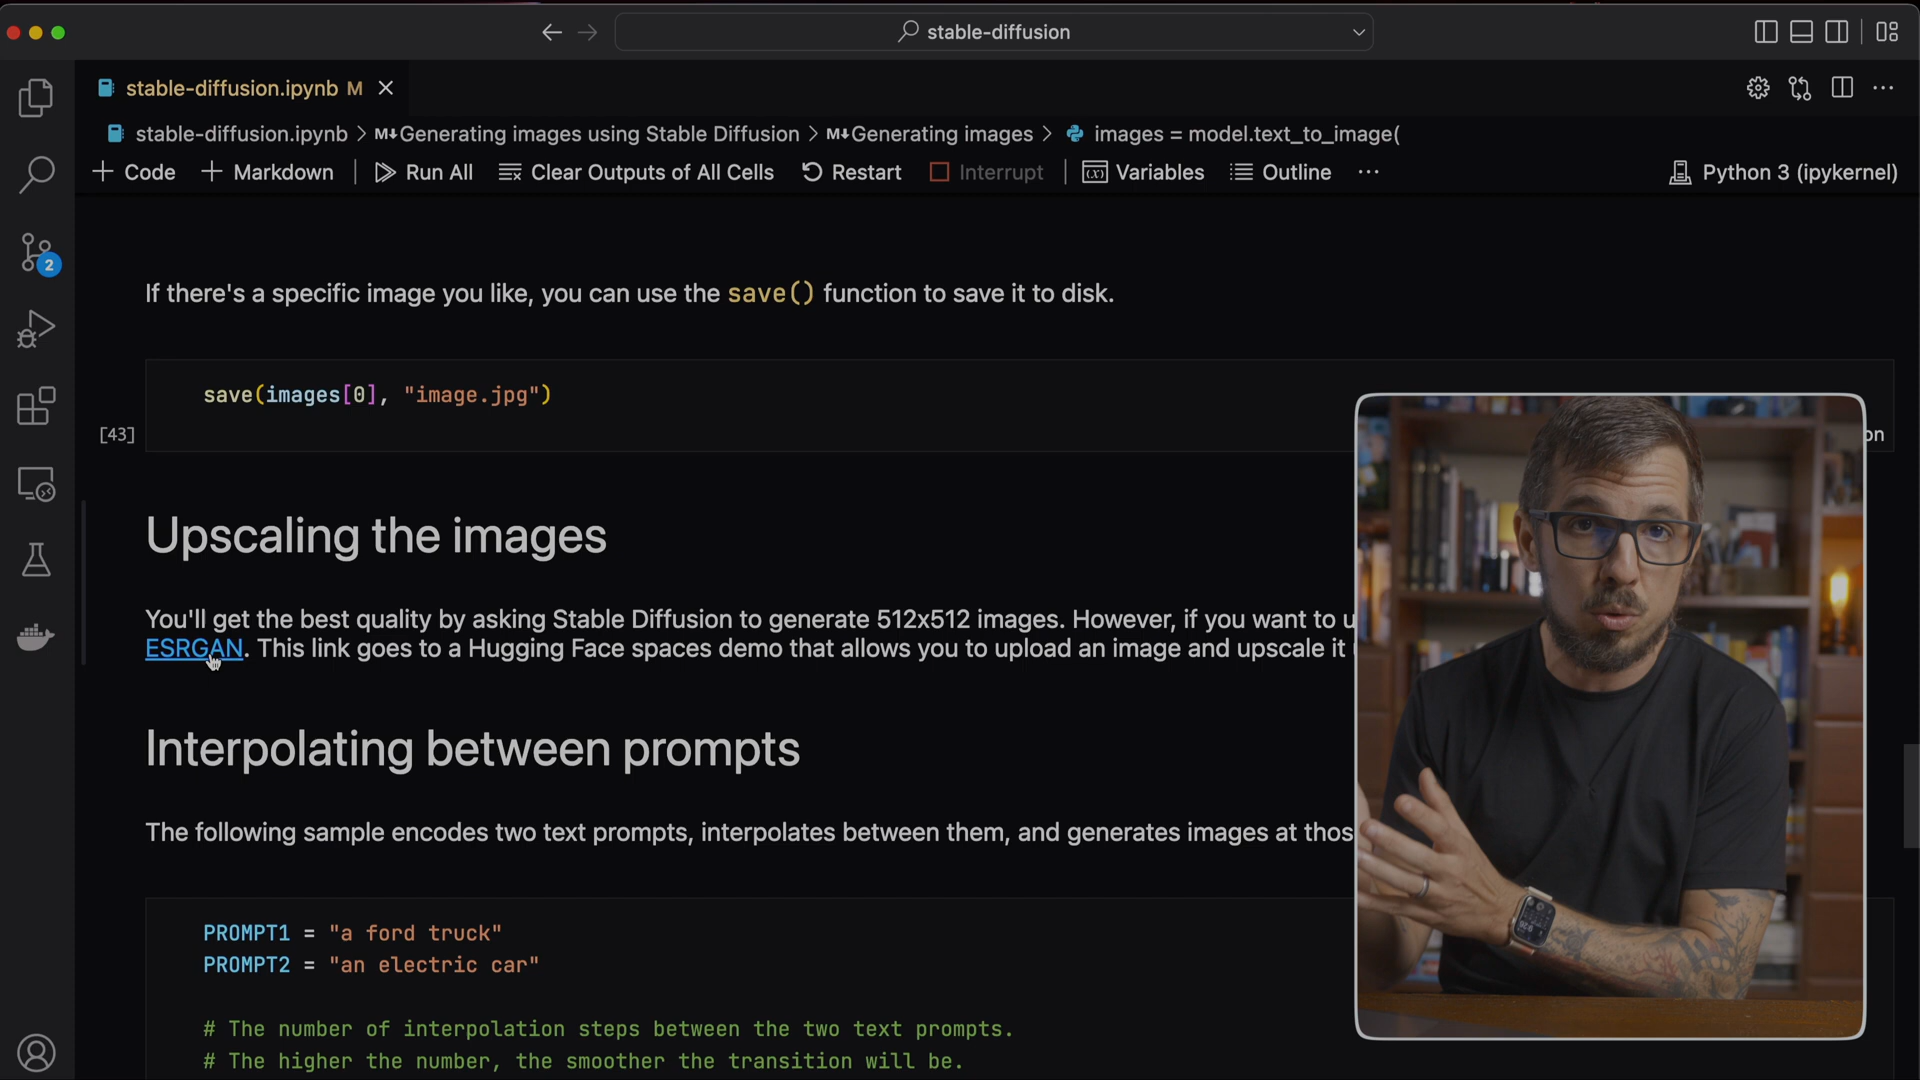 stable-diffusion
stable-diffusion.ipynb M
stable-diffusion.ipynb > M↓Generating images using Stable Diffusion > M↓Generating images > images = model.text_to_image(
+ Code + Markdown | Run All Clear Outputs of All Cells Restart Interrupt | Variables Outline ··· Python 3 (ipykernel)
2
If there's a specific image you like, you can use the save() function to save it to disk.
save(images[0], "image.jpg")
[43]
on
Upscaling the images
You'll get the best quality by asking Stable Diffusion to generate 512x512 images. However, if you want to u
ESRGAN. This link goes to a Hugging Face spaces demo that allows you to upload an image and upscale it
Interpolating between prompts
The following sample encodes two text prompts, interpolates between them, and generates images at thos
PROMPT1 = "a ford truck"
PROMPT2 = "an electric car"
# The number of interpolation steps between the two text prompts.
# The higher the number, the smoother the transition will be.